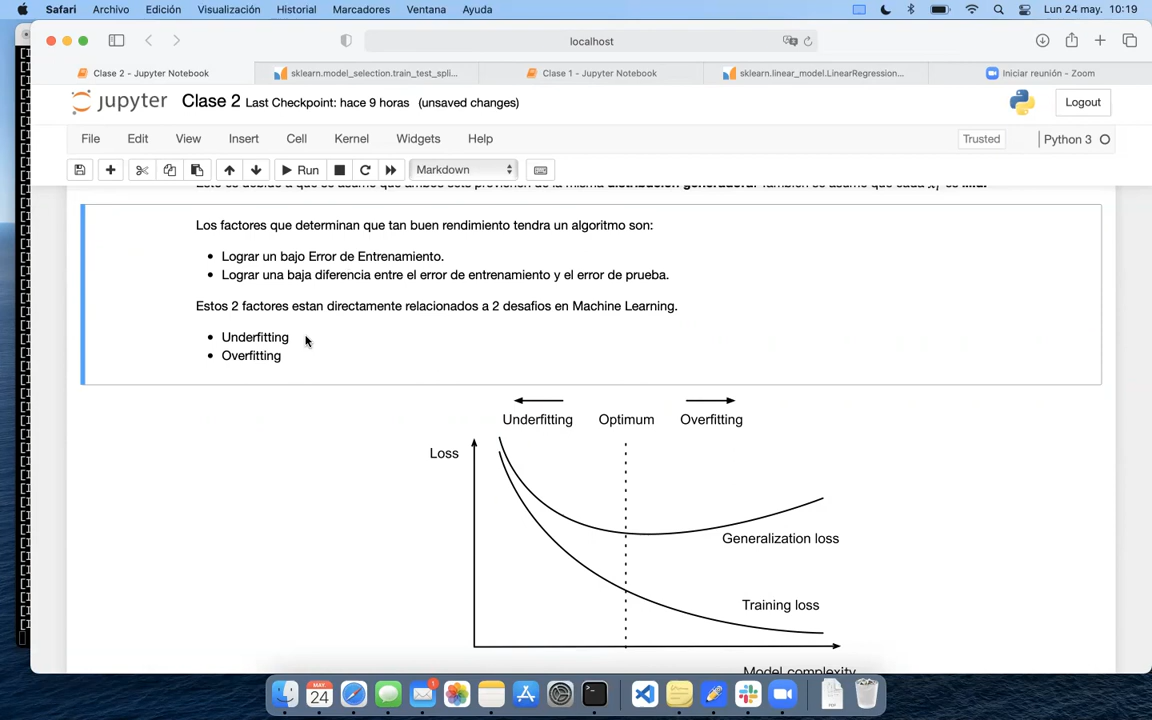 Safari Archivo Edición Visualización Historial Marcadores Ventana Ayuda Lun 24 may. 10:19
localhost
Clase 2 - Jupyter Notebook sklearn.model_selection.train_test_spli... Clase 1 - Jupyter Notebook sklearn.linear_model.LinearRegression... Iniciar reunión - Zoom
jupyter Clase 2 Last Checkpoint: hace 9 horas (unsaved changes) Logout
File Edit View Insert Cell Kernel Widgets Help Trusted Python 3
Run Markdown
Los factores que determinan que tan buen rendimiento tendra un algoritmo son:
Lograr un bajo Error de Entrenamiento.
Lograr una baja diferencia entre el error de entrenamiento y el error de prueba.
Estos 2 factores estan directamente relacionados a 2 desafios en Machine Learning.
Underfitting
Overfitting
Underfitting Optimum Overfitting
Loss
Generalization loss
Training loss
Model complexity
MAY 24
1